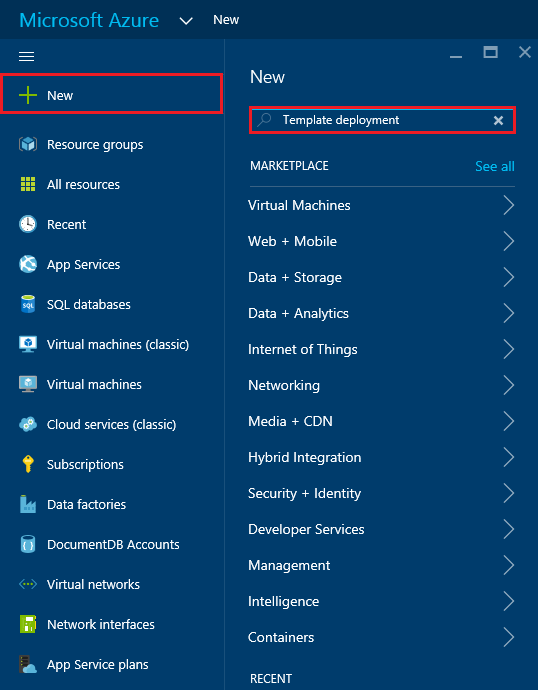 Microsoft Azure New
New
Resource groups
All resources
Recent
App Services
SQL databases
Virtual machines (classic)
Virtual machines
Cloud services (classic)
Subscriptions
Data factories
DocumentDB Accounts
Virtual networks
Network interfaces
App Service plans
New
Template deployment
MARKETPLACE See all
Virtual Machines
Web + Mobile
Data + Storage
Data + Analytics
Internet of Things
Networking
Media + CDN
Hybrid Integration
Security + Identity
Developer Services
Management
Intelligence
Containers
RECENT